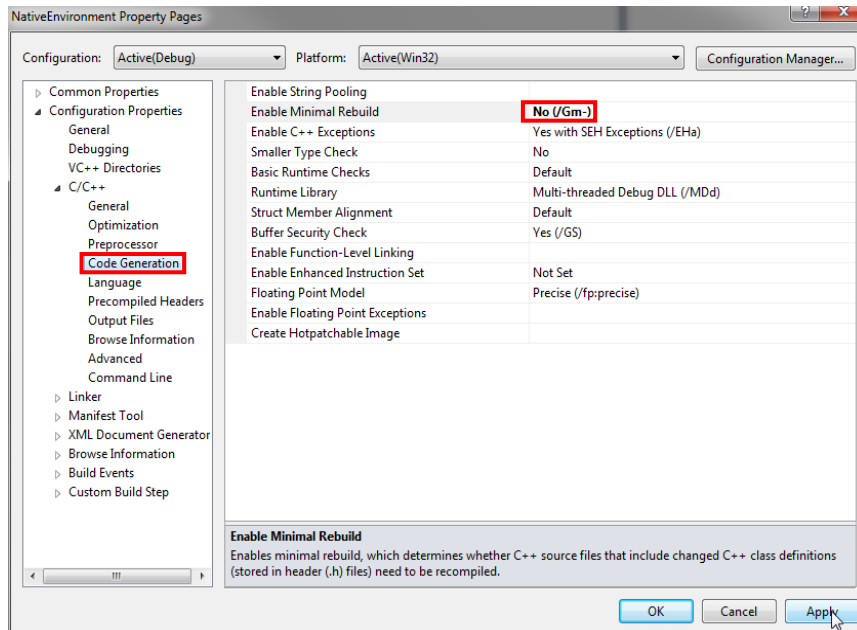 NativeEnvironment Property Pages
?
Configuration: Active(Debug) Platform: Active(Win32) Configuration Manager...
Common Properties
Configuration Properties
General
Debugging
VC++ Directories
C/C++
General
Optimization
Preprocessor
Code Generation
Language
Precompiled Headers
Output Files
Browse Information
Advanced
Command Line
Linker
Manifest Tool
XML Document Generator
Browse Information
Build Events
Custom Build Step
Enable String Pooling
Enable Minimal Rebuild No (/Gm-)
Enable C++ Exceptions Yes with SEH Exceptions (/EHa)
Smaller Type Check No
Basic Runtime Checks Default
Runtime Library Multi-threaded Debug DLL (/MDd)
Struct Member Alignment Default
Buffer Security Check Yes (/GS)
Enable Function-Level Linking
Enable Enhanced Instruction Set Not Set
Floating Point Model Precise (/fp:precise)
Enable Floating Point Exceptions
Create Hotpatchable Image
Enable Minimal Rebuild
Enables minimal rebuild, which determines whether C++ source files that include changed C++ class definitions
(stored in header (.h) files) need to be recompiled.
OK Cancel Apply